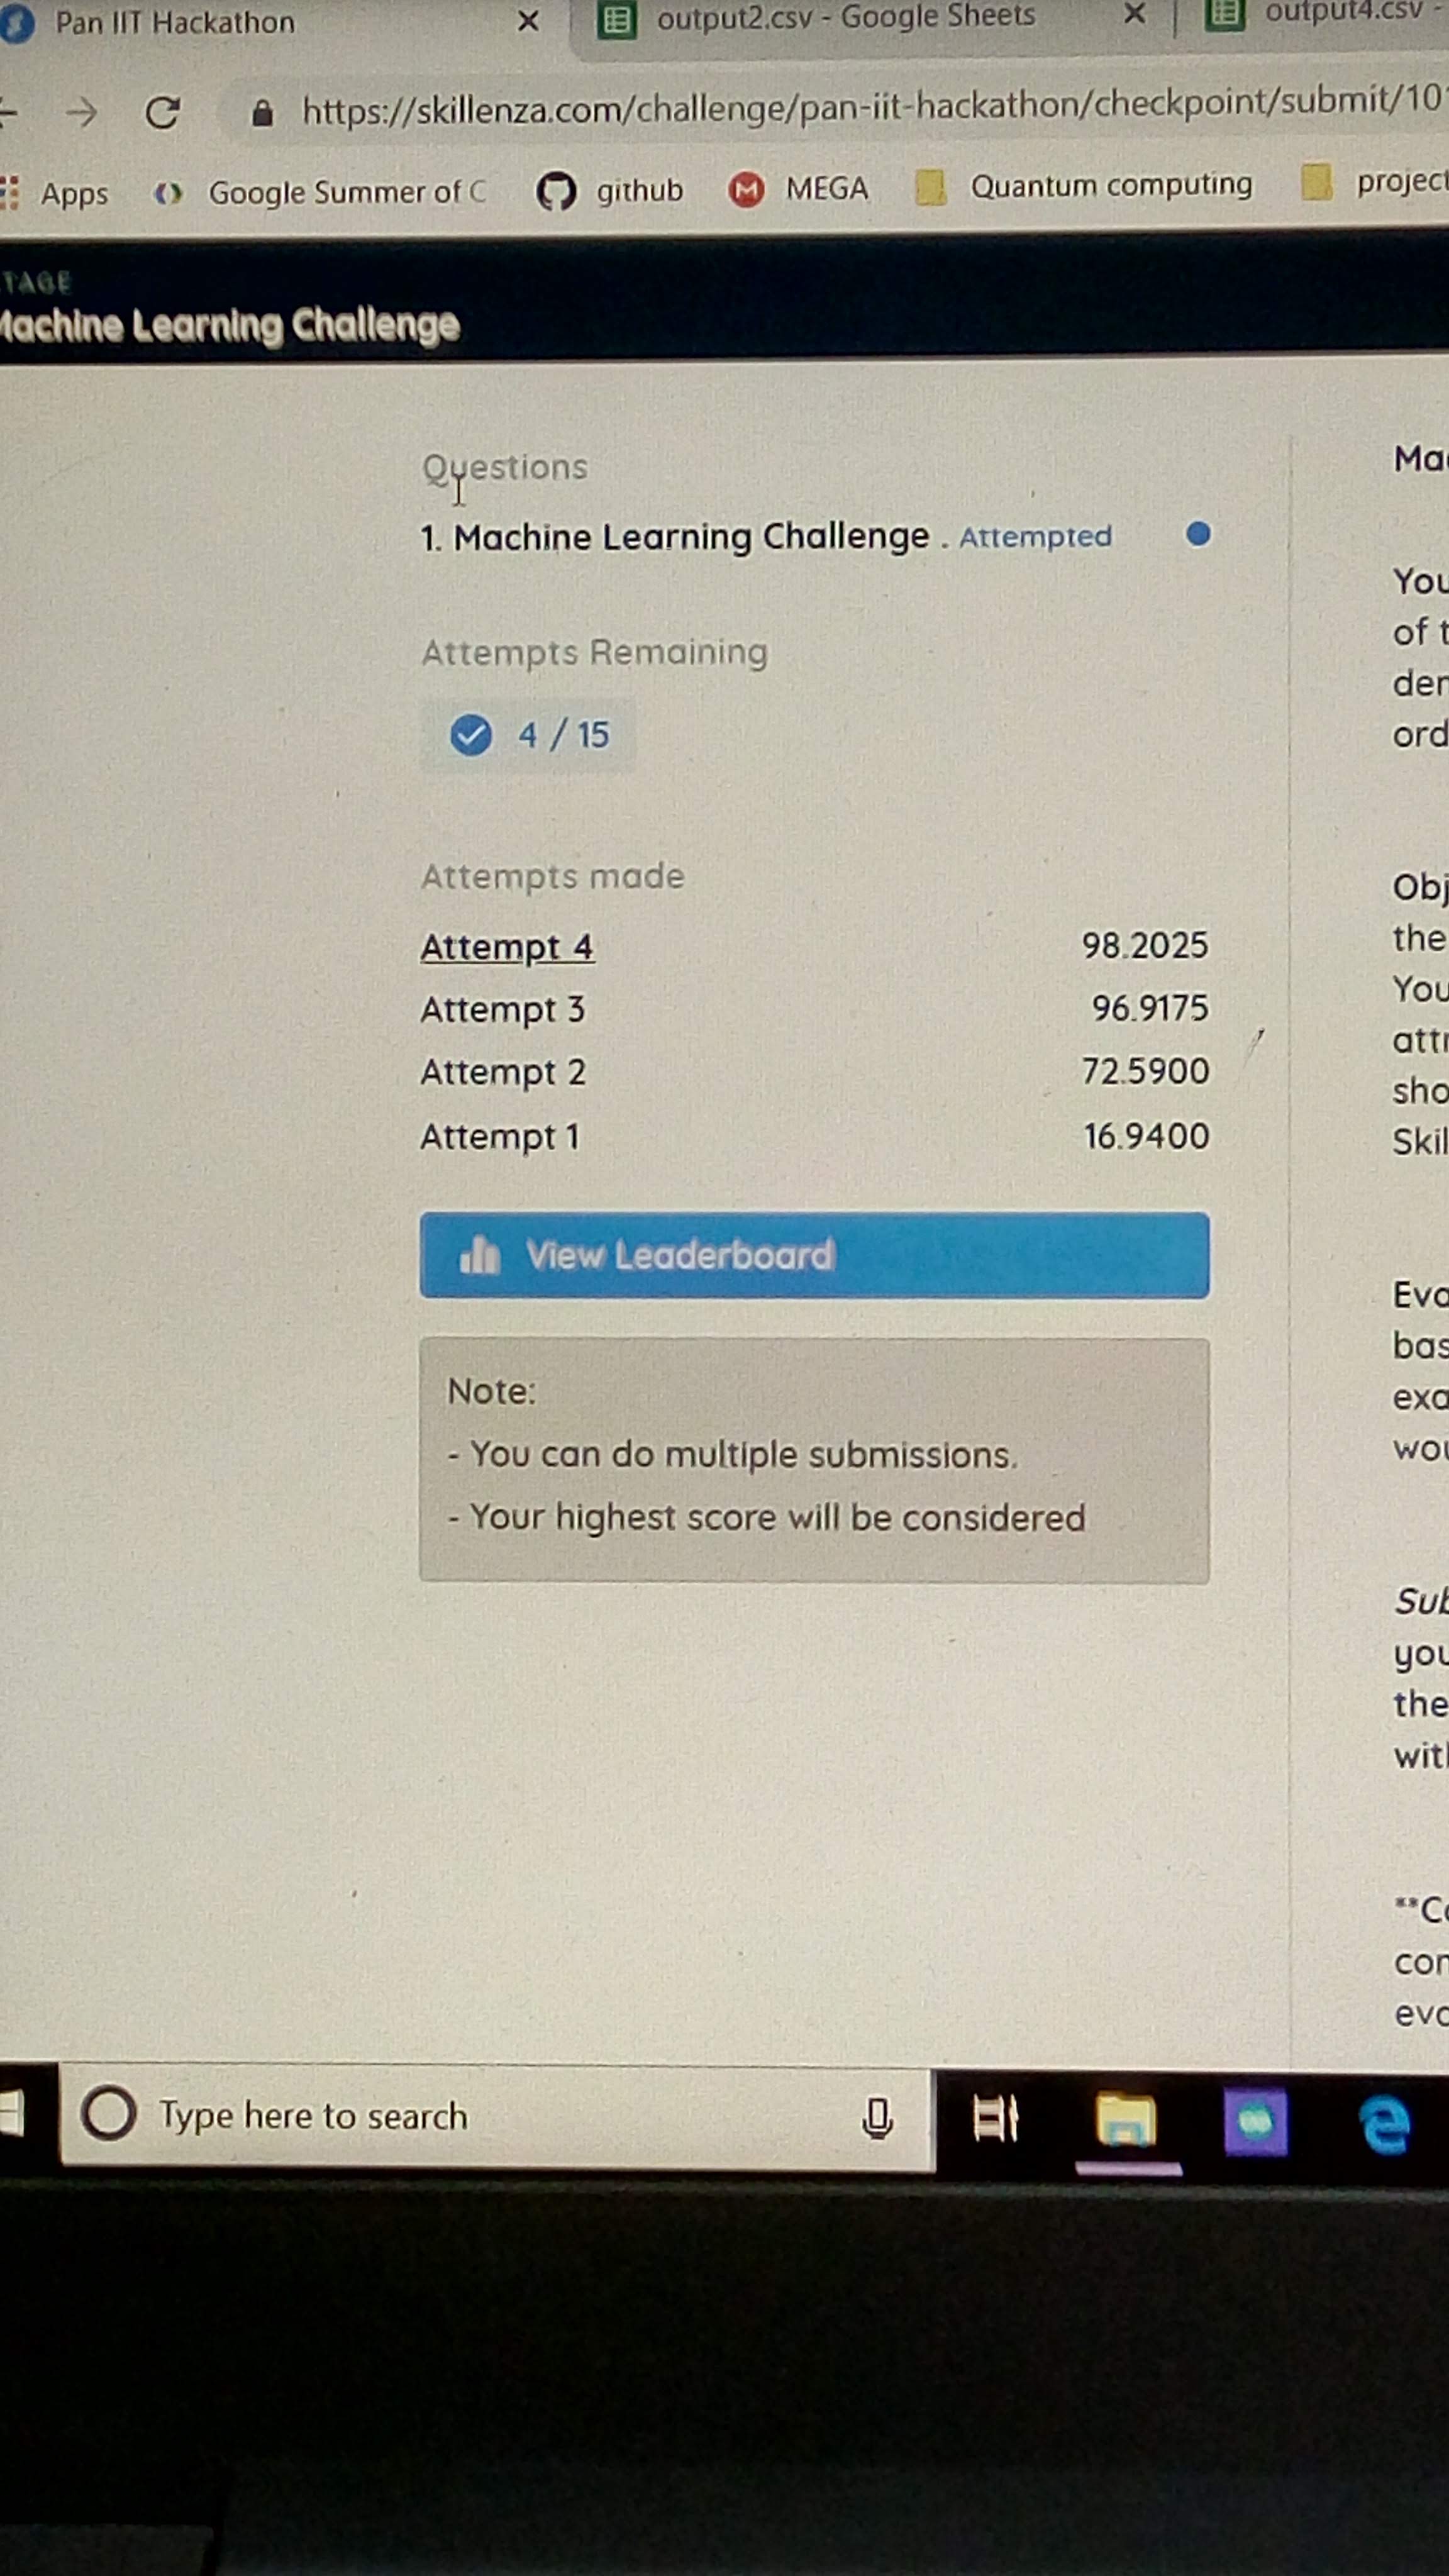 Pan IIT Hackathon
output2.csv - Google Sheets
output4.csv -
https://skillenza.com/challenge/pan-iit-hackathon/checkpoint/submit/10
Apps
Google Summer of C
github
MEGA
Quantum computing
project
TAGE
Machine Learning Challenge
Questions
1. Machine Learning Challenge . Attempted
Attempts Remaining
4 / 15
Attempts made
Attempt 4 98.2025
Attempt 3 96.9175
Attempt 2 72.5900
Attempt 1 16.9400
View Leaderboard
Note:
- You can do multiple submissions.
- Your highest score will be considered
Ma
You
of t
der
ord
Obj
the
You
attr
sho
Skil
Eva
bas
exa
wou
Sub
you
the
with
**Co
con
eva
Type here to search